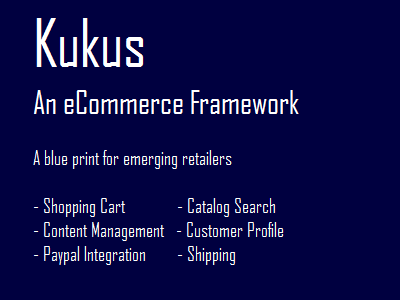 Kukus
An eCommerce Framework
A blue print for emerging retailers
- Shopping Cart - Catalog Search
- Content Management - Customer Profile
- Paypal Integration - Shipping